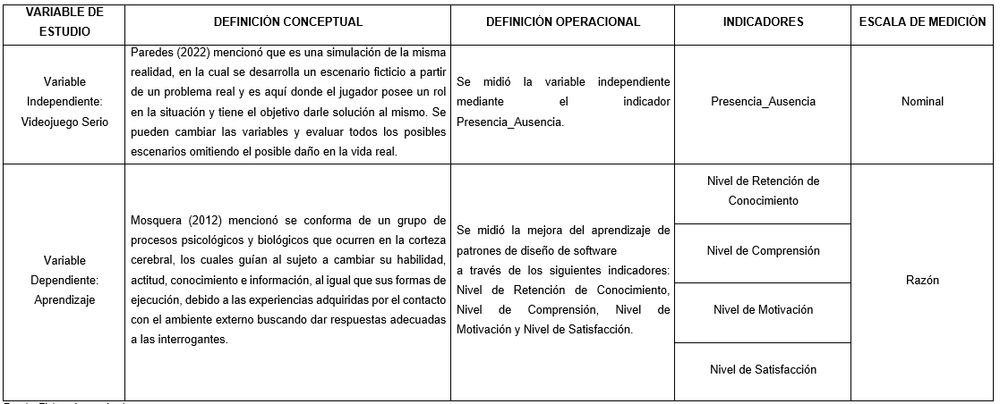 VARIABLE DE
ESTUDIO
DEFINICIÓN CONCEPTUAL
DEFINICIÓN OPERACIONAL
INDICADORES
ESCALA DE MEDICIÓN
Variable
Independiente:
Videojuego Serio
Paredes (2022) mencionó que es una simulación de la misma
realidad, en la cual se desarrolla un escenario ficticio a partir
de un problema real y es aquí donde el jugador posee un rol
en la situación y tiene el objetivo darle solución al mismo. Se
pueden cambiar las variables y evaluar todos los posibles
escenarios omitiendo el posible daño en la vida real.
Se midió la variable independiente
mediante el indicador
Presencia_Ausencia.
Presencia_Ausencia
Nominal
Variable
Dependiente:
Aprendizaje
Mosquera (2012) mencionó se conforma de un grupo de
procesos psicológicos y biológicos que ocurren en la corteza
cerebral, los cuales guían al sujeto a cambiar su habilidad,
actitud, conocimiento e información, al igual que sus formas de
ejecución, debido a las experiencias adquiridas por el contacto
con el ambiente externo buscando dar respuestas adecuadas
a las interrogantes.
Se midió la mejora del aprendizaje de
patrones de diseño de software
a través de los siguientes indicadores:
Nivel de Retención de Conocimiento,
Nivel de Comprensión, Nivel de
Motivación y Nivel de Satisfacción.
Nivel de Retención de
Conocimiento
Nivel de Comprensión
Nivel de Motivación
Nivel de Satisfacción
Razón